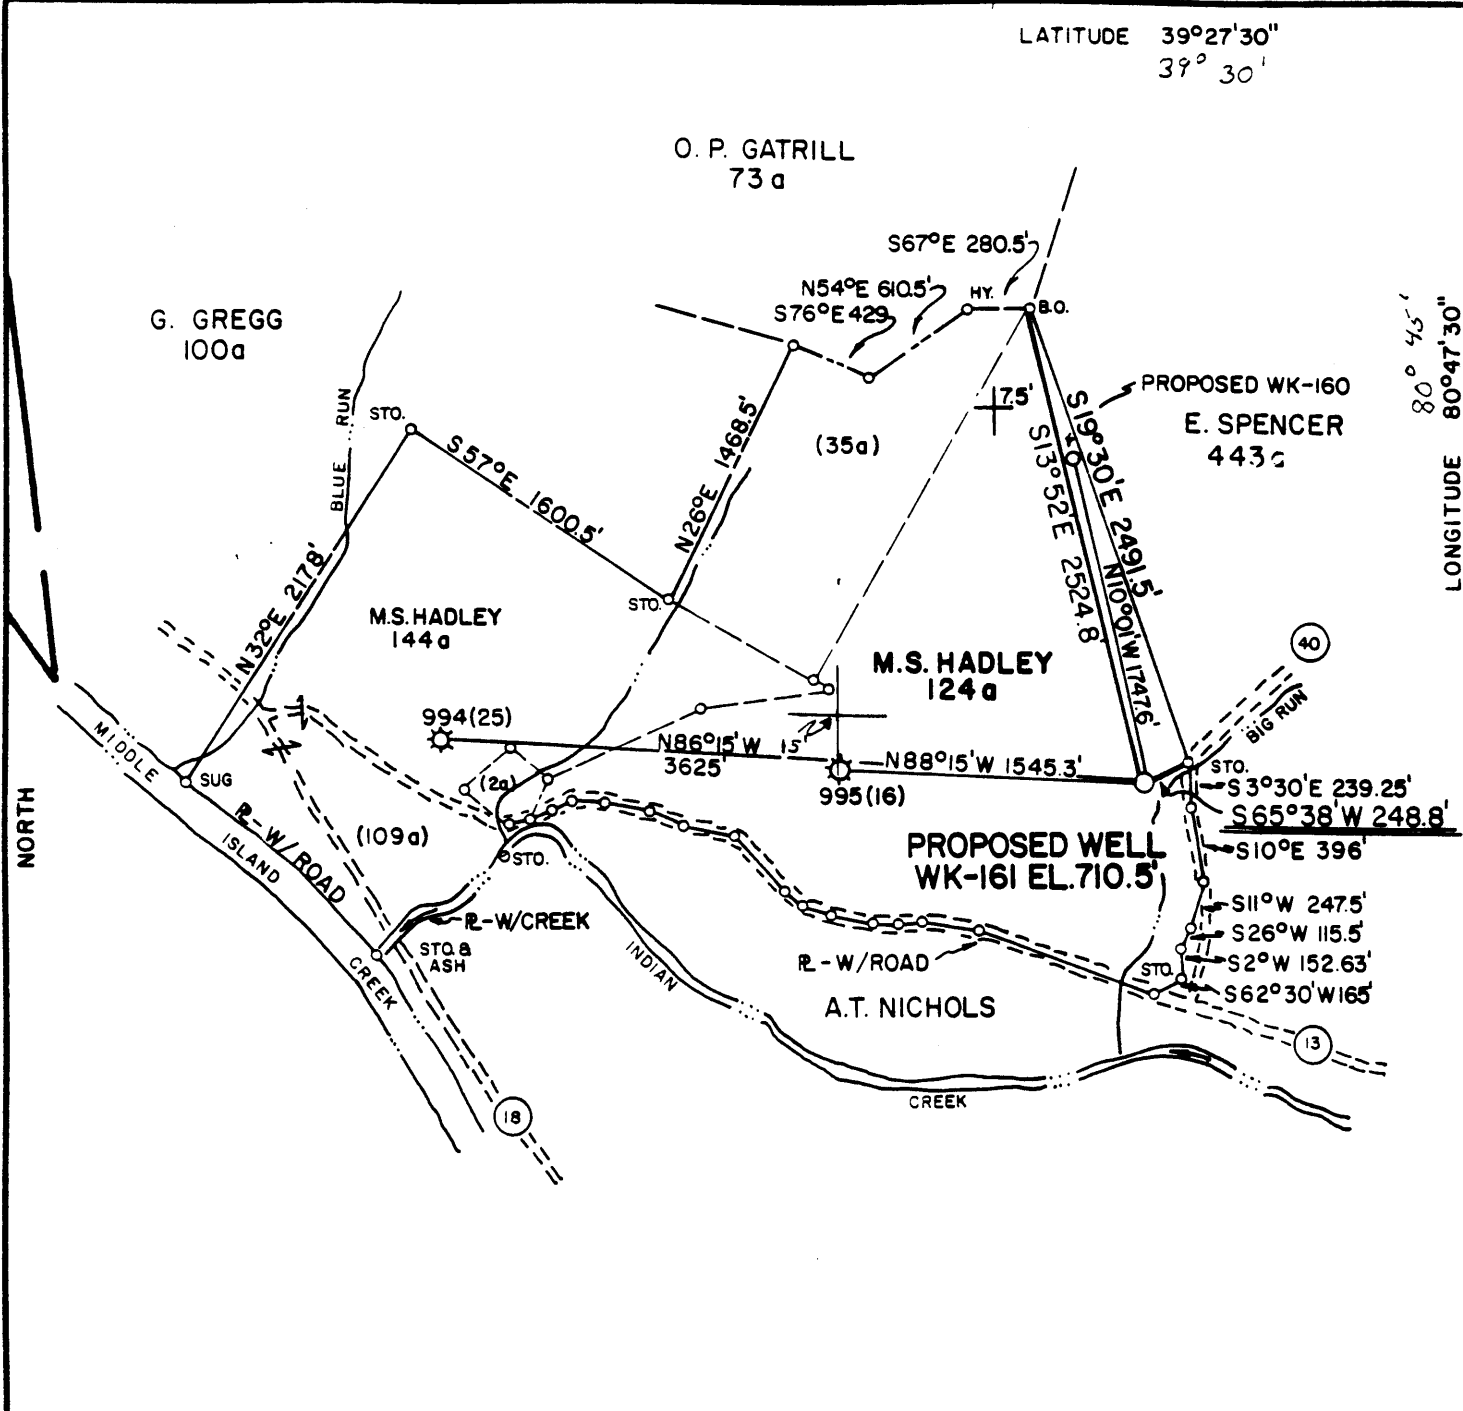 LATITUDE 39°27'30"
39° 30'
O. P. GATRILL
73a
S67°E 280.5'
N54°E 610.5'
HY.
S76°E 429
B.O.
G. GREGG
100a
80° 45'
LONGITUDE 80°47'30"
PROPOSED WK-160
7.5'
E. SPENCER
443a
STO.
BLUE RUN
S57°E 1600.5'
N26°E 1468.5'
(35a)
S19°30'E 2491.5'
S13°52'E 2524.8'
N10°01'W 1747.6'
N32°E 2178'
STO.
M.S. HADLEY
144a
M.S. HADLEY
124a
40
BIG RUN
994(25)
N86°15'W
3625'
15'
N88°15'W 1545.3'
995(16)
STO.
S3°30'E 239.25'
S65°38'W 248.8'
MIDDLE
SUG
(2a)
NORTH
PL-W/ROAD
ISLAND
(109a)
STO.
PROPOSED WELL
WK-161 EL.710.5'
S10°E 396'
S11°W 247.5'
S26°W 115.5'
S2°W 152.63'
S62°30'W 165'
PL-W/CREEK
STO. &
ASH
CREEK
INDIAN
PL-W/ROAD
STO.
A.T. NICHOLS
13
CREEK
18